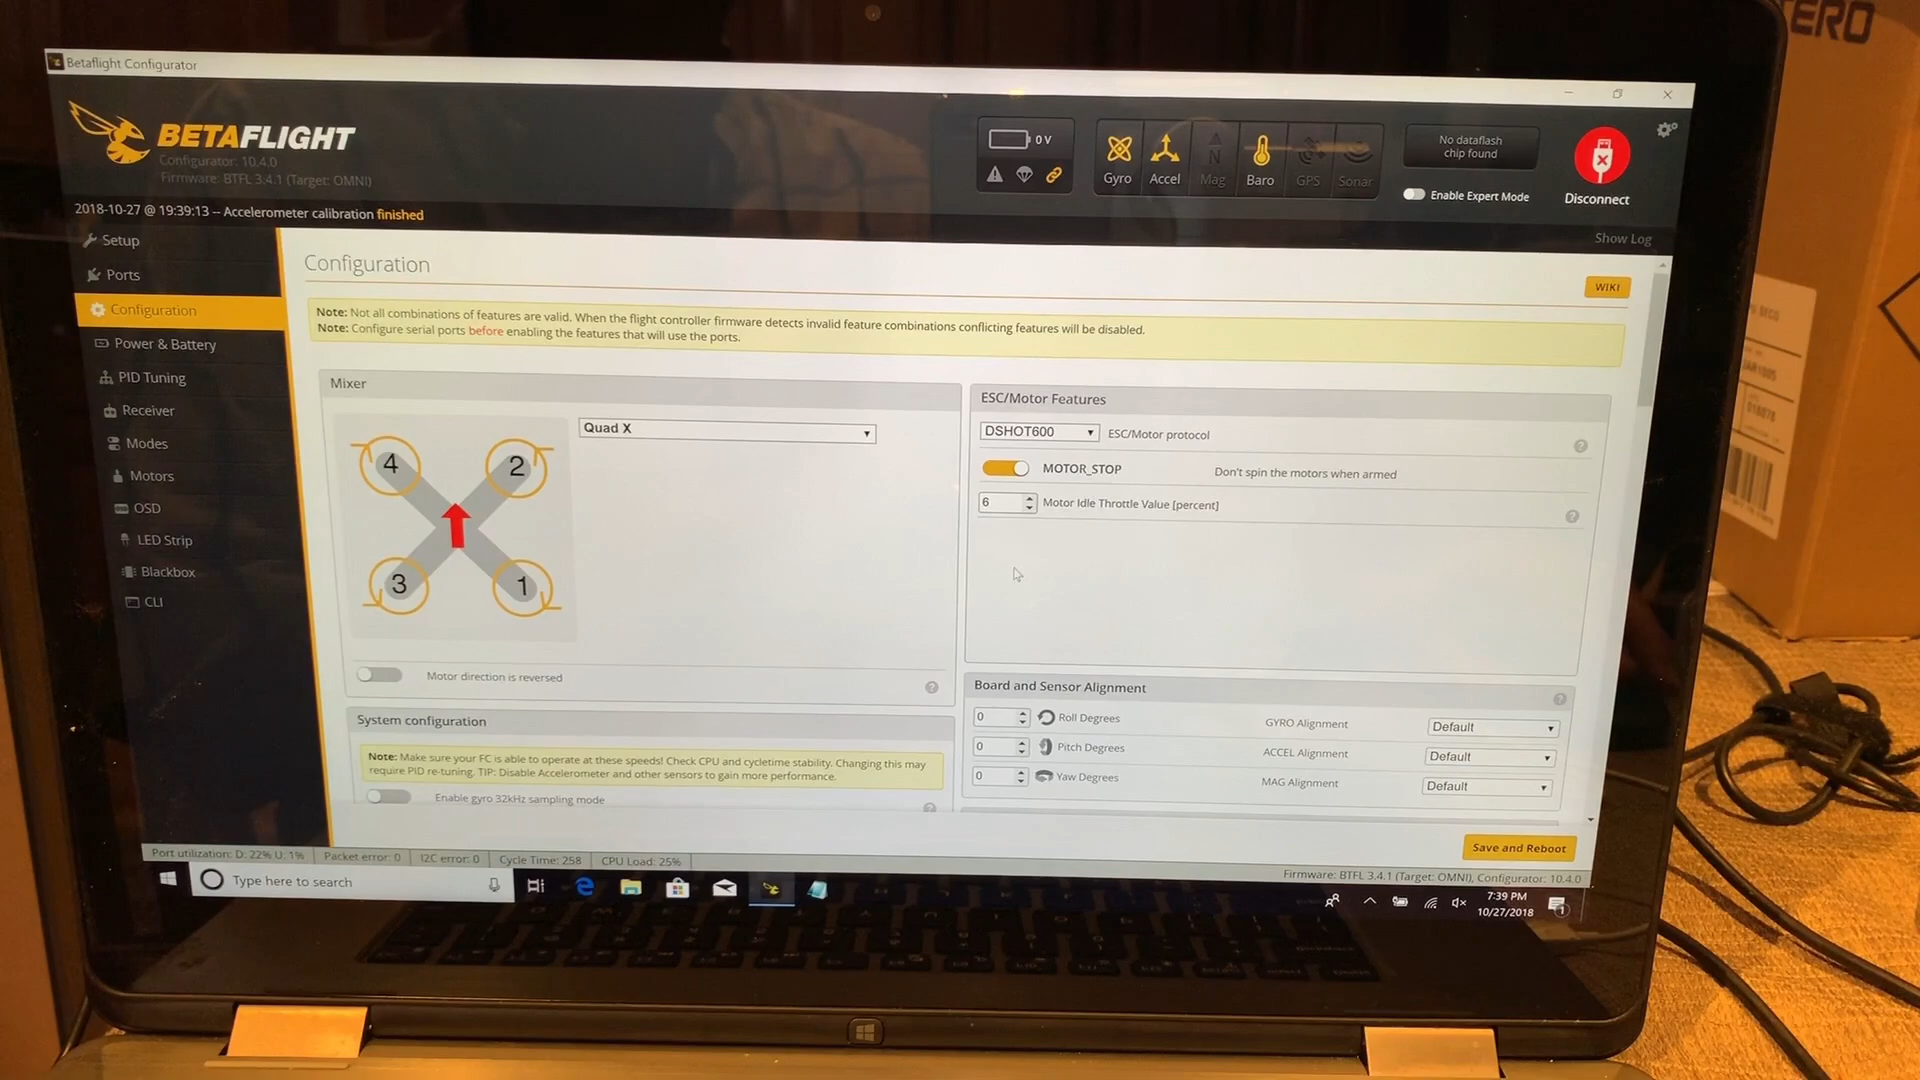 Betaflight Configurator
BETAFLIGHT
Configurator: 10.4.0
Firmware: BTFL 3.4.1 (Target: OMNI)
0 V
Gyro
Accel
Mag
Baro
GPS
Sonar
No dataflash
chip found
Enable Expert Mode
Disconnect
2018-10-27 @ 19:39:13 -- Accelerometer calibration finished
Show Log
Setup
Ports
Configuration
Power & Battery
PID Tuning
Receiver
Modes
Motors
OSD
LED Strip
Blackbox
CLI
Configuration
WIKI
Note: Not all combinations of features are valid. When the flight controller firmware detects invalid feature combinations conflicting features will be disabled.
Note: Configure serial ports before enabling the features that will use the ports.
Mixer
Quad X
4
2
3
1
Motor direction is reversed
ESC/Motor Features
DSHOT600
ESC/Motor protocol
MOTOR_STOP
Don't spin the motors when armed
6
Motor Idle Throttle Value [percent]
System configuration
Note: Make sure your FC is able to operate at these speeds! Check CPU and cycletime stability. Changing this may
require PID re-tuning. TIP: Disable Accelerometer and other sensors to gain more performance.
Enable gyro 32kHz sampling mode
Board and Sensor Alignment
0
Roll Degrees
GYRO Alignment
Default
0
Pitch Degrees
ACCEL Alignment
Default
0
Yaw Degrees
MAG Alignment
Default
Save and Reboot
Port utilization: D: 22% U: 1%
Packet error: 0
I2C error: 0
Cycle Time: 258
CPU Load: 25%
Firmware: BTFL 3.4.1 (Target: OMNI), Configurator: 10.4.0
Type here to search
7:39 PM
10/27/2018